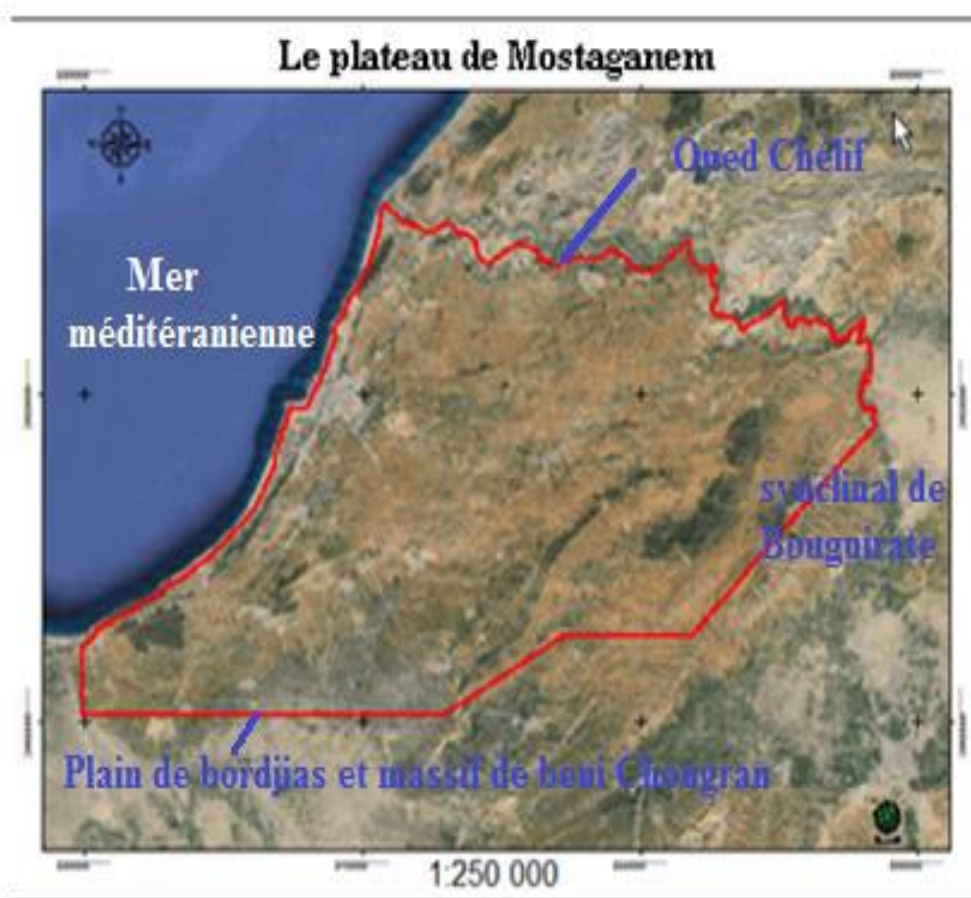 Le plateau de Mostaganem
Oued Chélif
Mer
méditéranienne
synclinal de
Bouguirate
Plain de bordjias et massif de beni Chougran
1:250 000